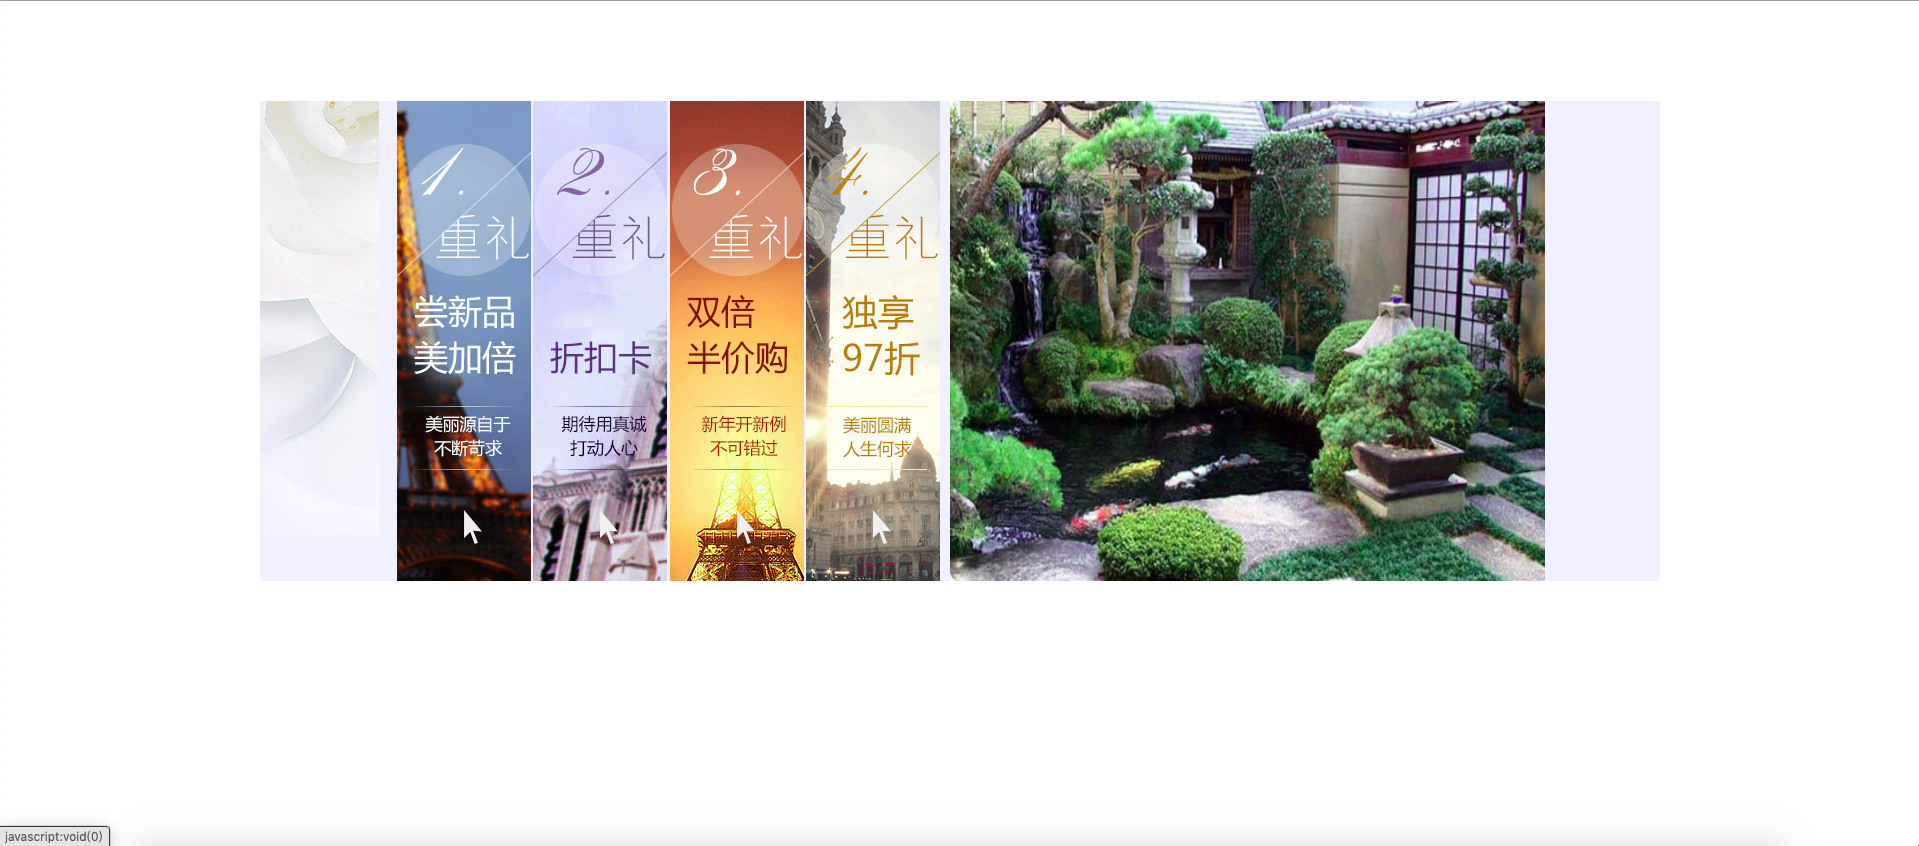 1.
重礼
尝新品
美加倍
美丽源自于
不断苛求
2.
重礼
折扣卡
期待用真诚
打动人心
3.
重礼
双倍
半价购
新年开新例
不可错过
4.
重礼
独享
97折
美丽圆满
人生何求
javascript:void(0)